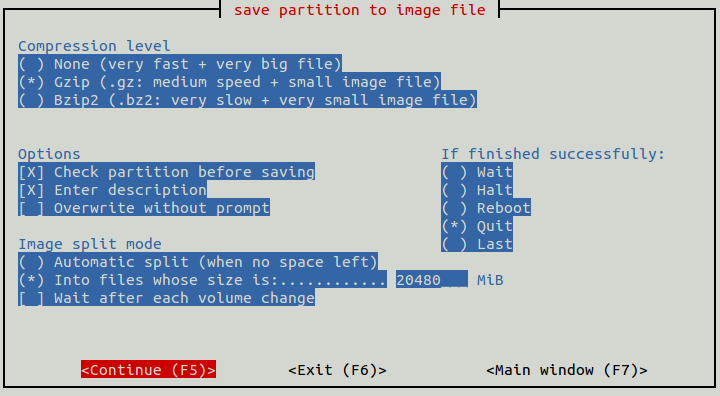 save partition to image file
Compression level
( ) None (very fast + very big file)
(*) Gzip (.gz: medium speed + small image file)
( ) Bzip2 (.bz2: very slow + very small image file)
Options
[X] Check partition before saving
[X] Enter description
[ ] Overwrite without prompt
If finished successfully:
( ) Wait
( ) Halt
( ) Reboot
(*) Quit
( ) Last
Image split mode
( ) Automatic split (when no space left)
(*) Into files whose size is:............ 20480___ MiB
[ ] Wait after each volume change
<Continue (F5)> <Exit (F6)> <Main window (F7)>